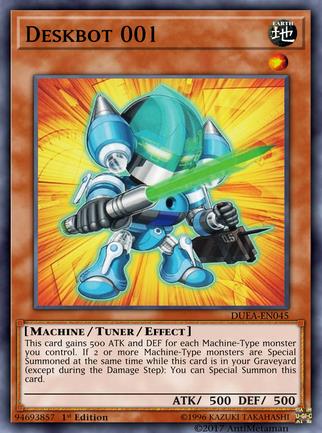 Deskbot 001
EARTH
地
DUEA-EN045
[Machine / Tuner / Effect]
This card gains 500 ATK and DEF for each Machine-Type monster
you control. If 2 or more Machine-Type monsters are Special
Summoned at the same time while this card is in your Graveyard
(except during the Damage Step): You can Special Summon this
card.
ATK/ 500 DEF/ 500
94693857 1st Edition ©1996 KAZUKI TAKAHASHI
©2017 AntiMetaman